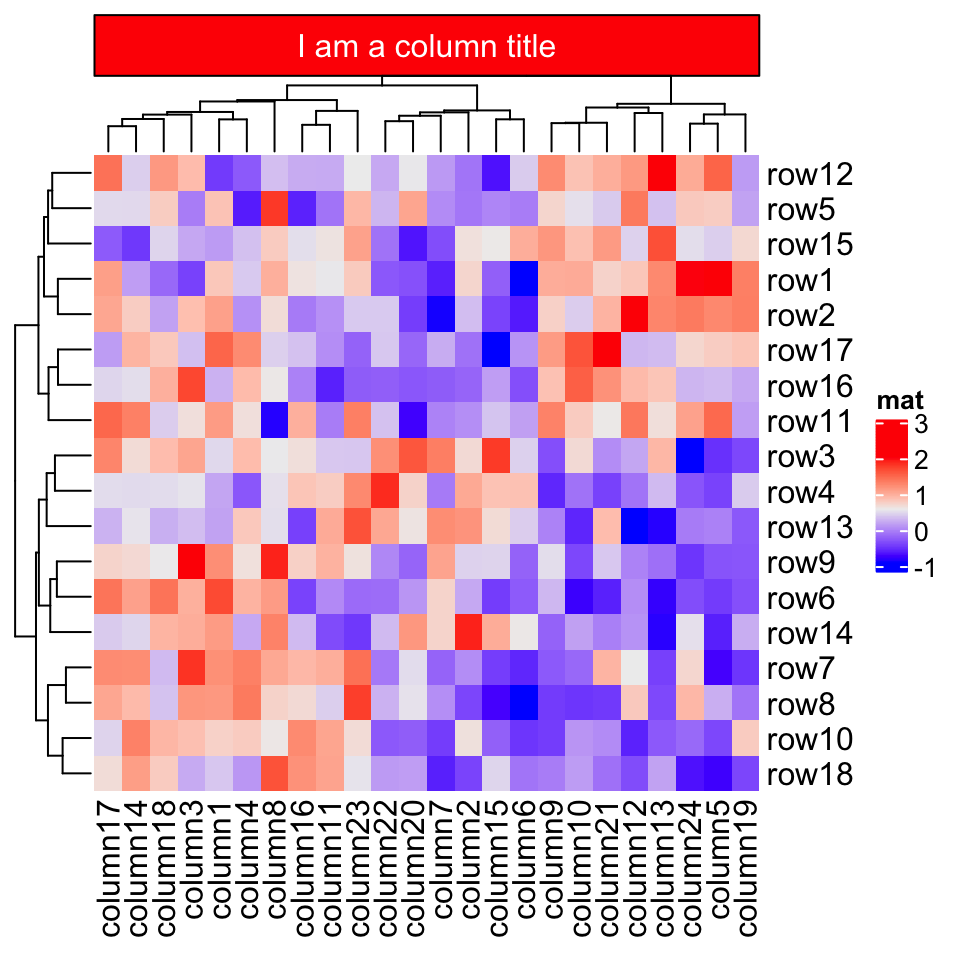 I am a column title
row12
row5
row15
row1
row2
row17
row16
row11
row3
row4
row13
row9
row6
row14
row7
row8
row10
row18
mat
3
2
1
0
-1
column17
column14
column18
column3
column1
column4
column8
column16
column11
column23
column22
column20
column7
column2
column15
column6
column9
column10
column21
column12
column13
column24
column5
column19